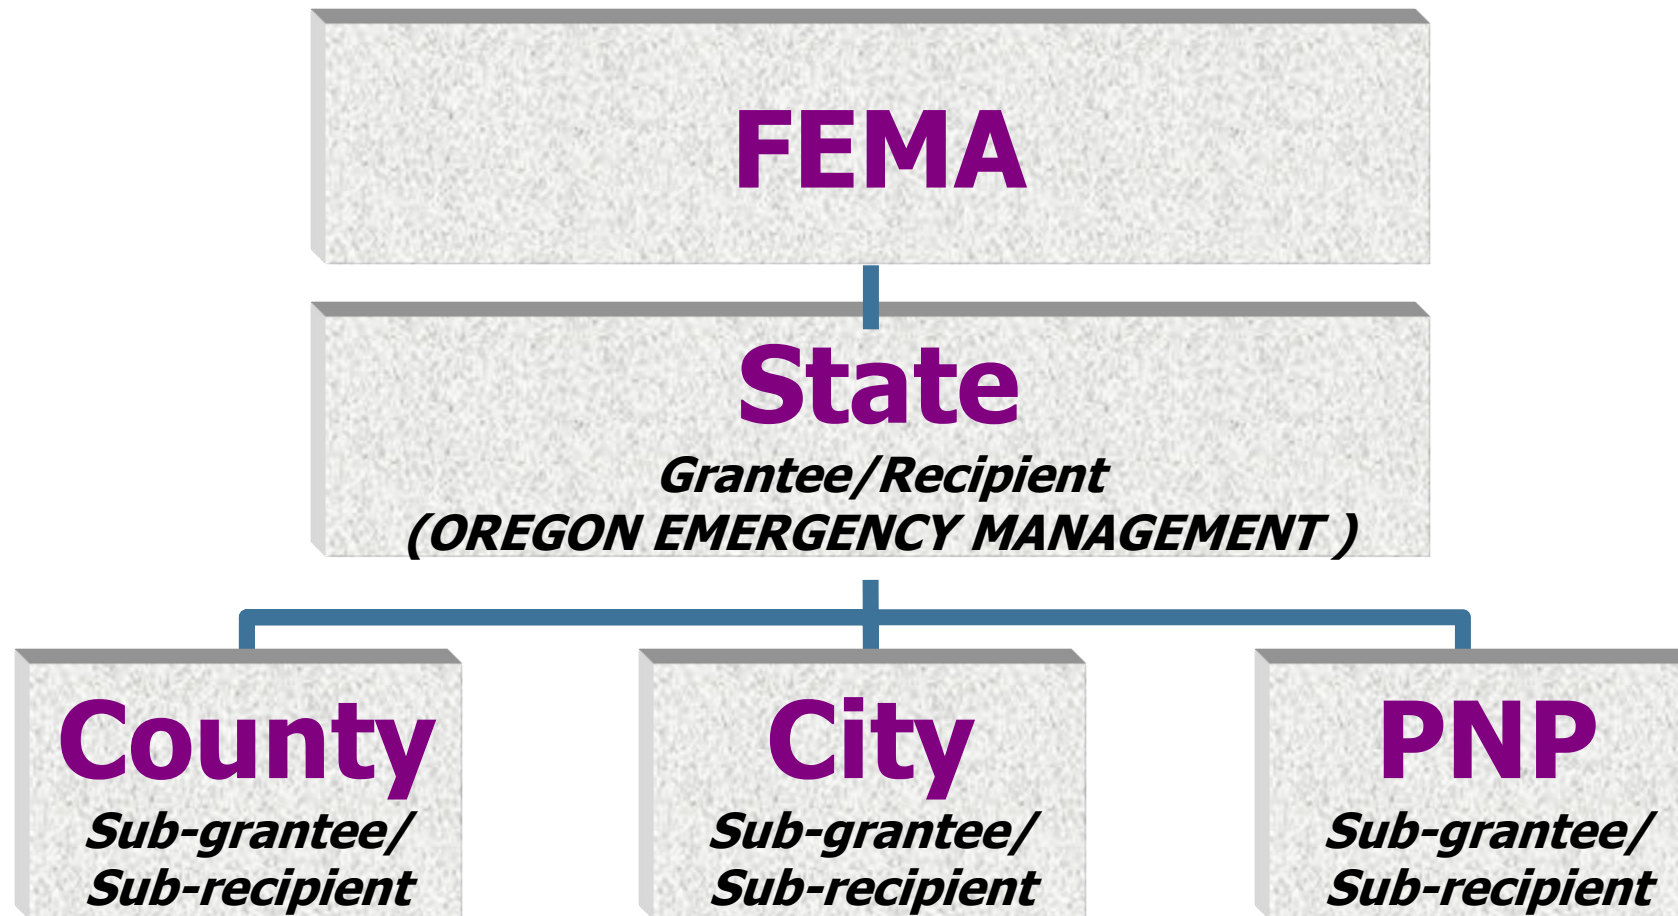 FEMA
State
Grantee/Recipient
(OREGON EMERGENCY MANAGEMENT )
County
Sub-grantee/
Sub-recipient
City
Sub-grantee/
Sub-recipient
PNP
Sub-grantee/
Sub-recipient